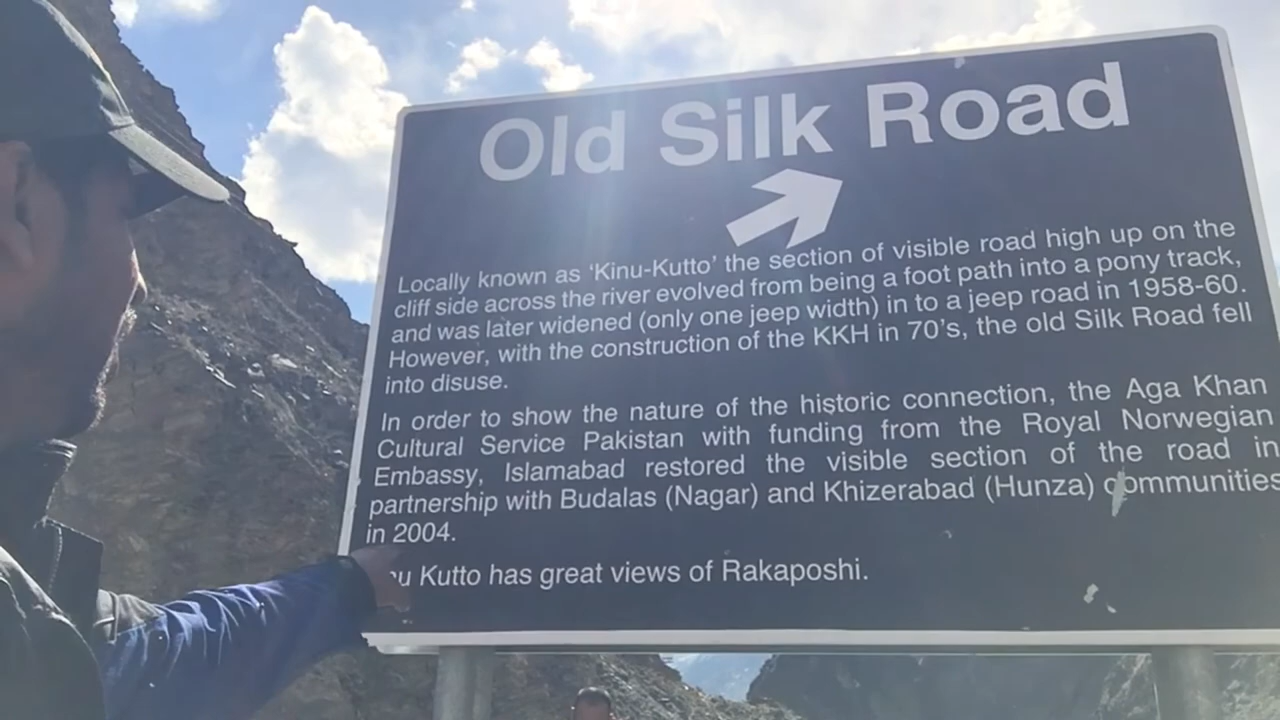 Old Silk Road
Locally known as ‘Kinu-Kutto’ the section of visible road high up on the
cliff side across the river evolved from being a foot path into a pony track,
and was later widened (only one jeep width) in to a jeep road in 1958-60.
However, with the construction of the KKH in 70’s, the old Silk Road fell
into disuse.
In order to show the nature of the historic connection, the Aga Khan
Cultural Service Pakistan with funding from the Royal Norwegian
Embassy, Islamabad restored the visible section of the road in
partnership with Budalas (Nagar) and Khizerabad (Hunza) communities
in 2004.
Kutto has great views of Rakaposhi.